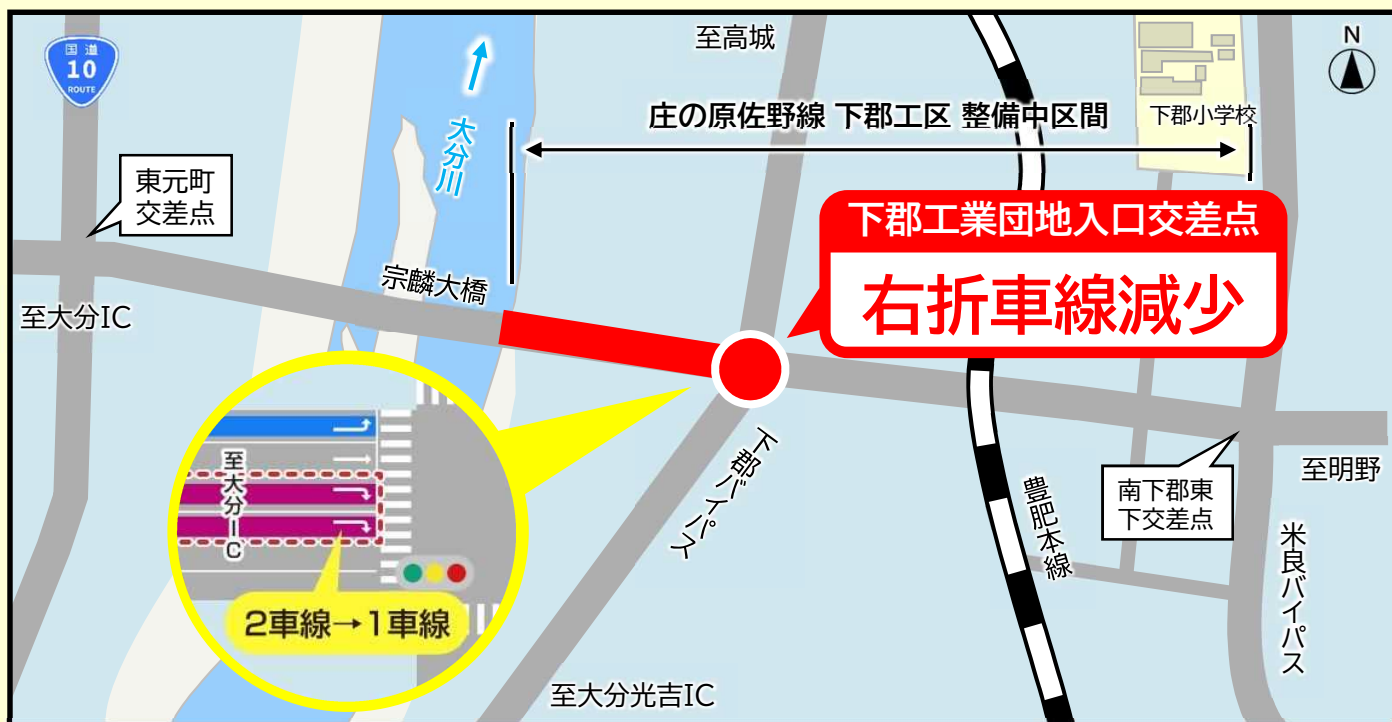 国道
10
ROUTE
至高城
N
庄の原佐野線 下郡工区 整備中区間
下郡小学校
大分川
東元町
交差点
下郡工業団地入口交差点
右折車線減少
宗麟大橋
至大分IC
下郡バイパス
至大分IC
2車線→1車線
豊肥本線
南下郡東
下交差点
至明野
米良バイパス
至大分光吉IC